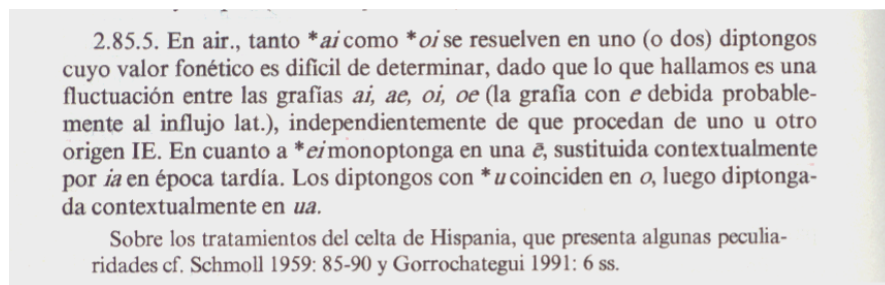 2.85.5. En air., tanto *ai como *oi se resuelven en uno (o dos) diptongos
cuyo valor fonético es difícil de determinar, dado que lo que hallamos es una
fluctuación entre las grafías ai, ae, oi, oe (la grafía con e debida probable-
mente al influjo lat.), independientemente de que procedan de uno u otro
origen IE. En cuanto a *ei monoptonga en una ē, sustituida contextualmente
por ia en época tardía. Los diptongos con *u coinciden en o, luego diptonga-
da contextualmente en ua.
Sobre los tratamientos del celta de Hispania, que presenta algunas peculia-
ridades cf. Schmoll 1959: 85-90 y Gorrochategui 1991: 6 ss.